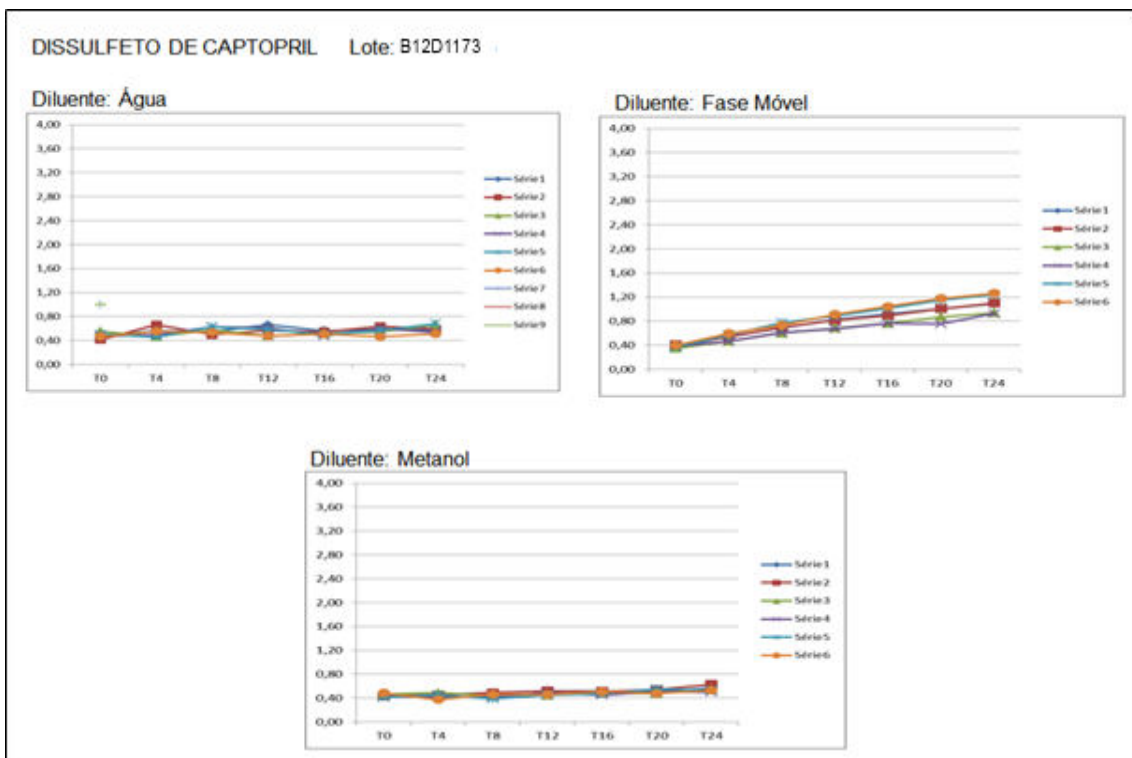 DISSULFETO DE CAPTOPRIL Lote: B12D1173
Diluente: Água
4,00
3,60
3,20
2,80
2,40
2,00
1,60
1,20
0,80
0,40
0,00
T0 T4 T8 T12 T16 T20 T24
Série1
Série2
Série3
Série4
Série5
Série6
Série7
Série8
Série9
Diluente: Fase Móvel
4,00
3,60
3,20
2,80
2,40
2,00
1,60
1,20
0,80
0,40
0,00
T0 T4 T8 T12 T16 T20 T24
Série1
Série2
Série3
Série4
Série5
Série6
Diluente: Metanol
4,00
3,60
3,20
2,80
2,40
2,00
1,60
1,20
0,80
0,40
0,00
T0 T4 T8 T12 T16 T20 T24
Série1
Série2
Série3
Série4
Série5
Série6